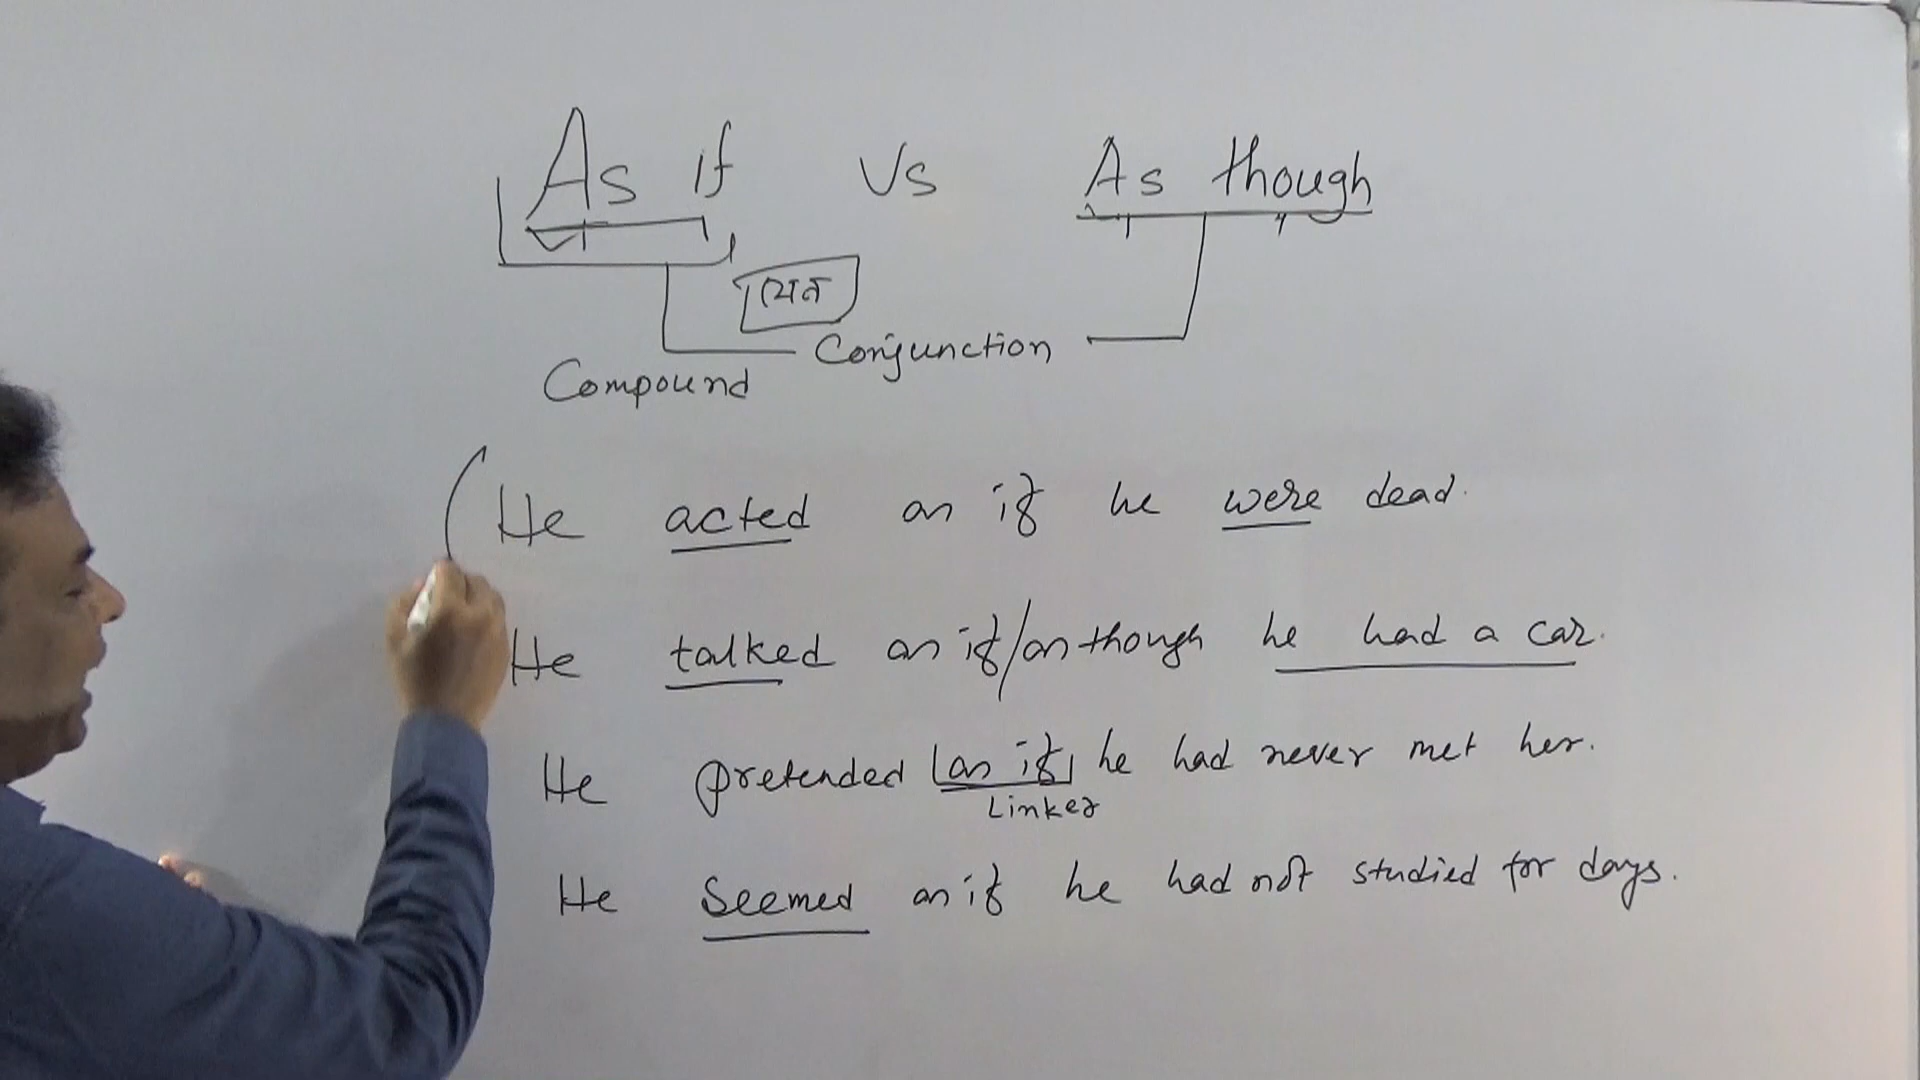 As if Vs As though
যেন
Conjunction
Compound
He acted as if he were dead.
He talked as if/as though he had a car.
He pretended as if he had never met her.
Linker
He Seemed as if he had not studied for days.